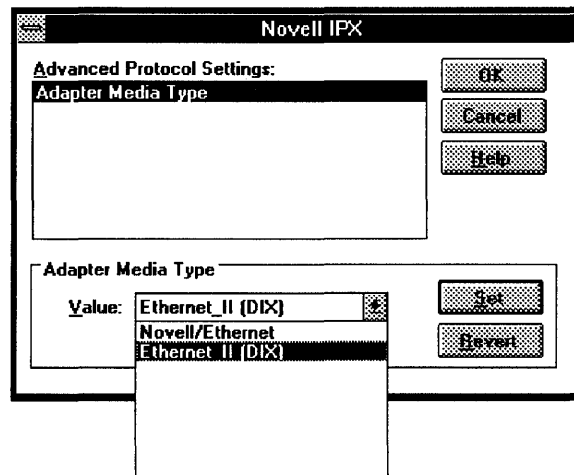 Novell IPX
Advanced Protocol Settings:
Adapter Media Type
OK
Cancel
Help
Adapter Media Type
Value: Ethernet_II (DIX)
Novell/Ethernet
Ethernet_II (DIX)
Set
Revert